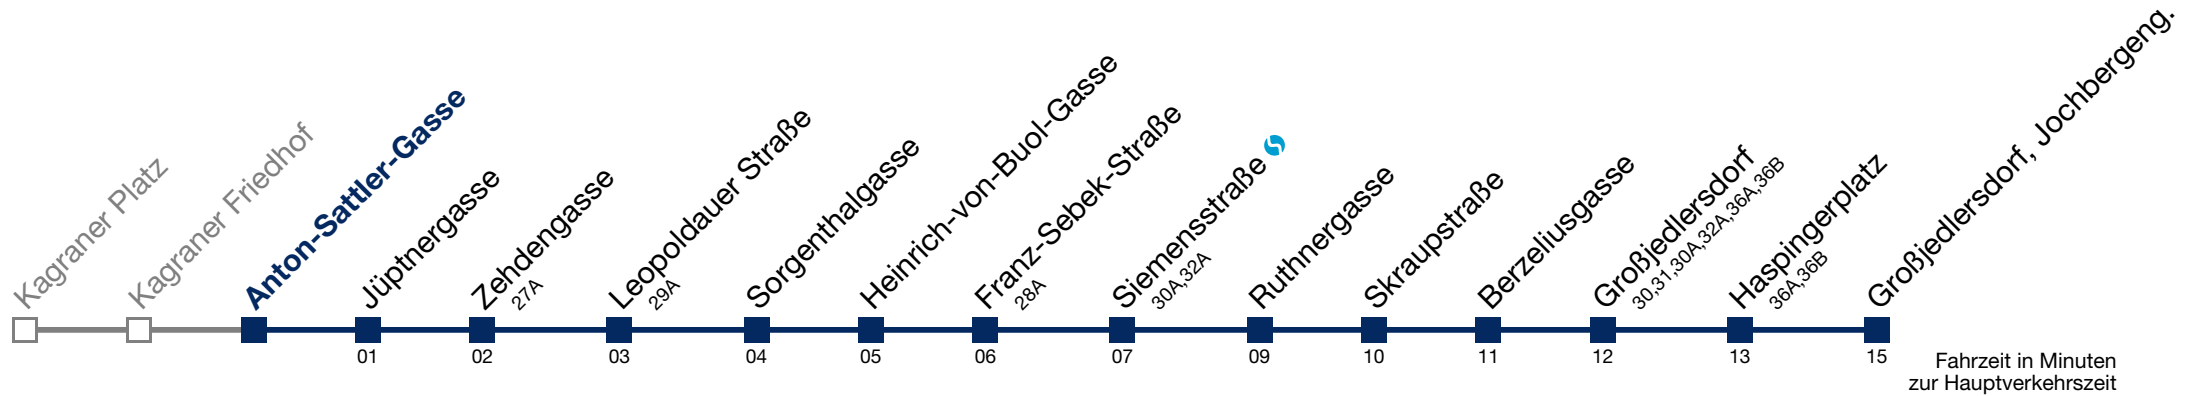 Kagraner Platz
Kagraner Friedhof
Anton-Sattler-Gasse
Jüptnergasse
01
Zehdengasse
27A
02
Leopoldauer Straße
29A
03
Sorgenthalgasse
04
Heinrich-von-Buol-Gasse
05
Franz-Sebek-Straße
28A
06
Siemensstraße
30A,32A
07
Ruthnergasse
09
Skraupstraße
10
Berzeliusgasse
11
Großjedlersdorf
30,31,30A,32A,36A,36B
12
Haspingerplatz
36A,36B
13
Großjedlersdorf, Jochbergeng.
15
Fahrzeit in Minuten
zur Hauptverkehrszeit